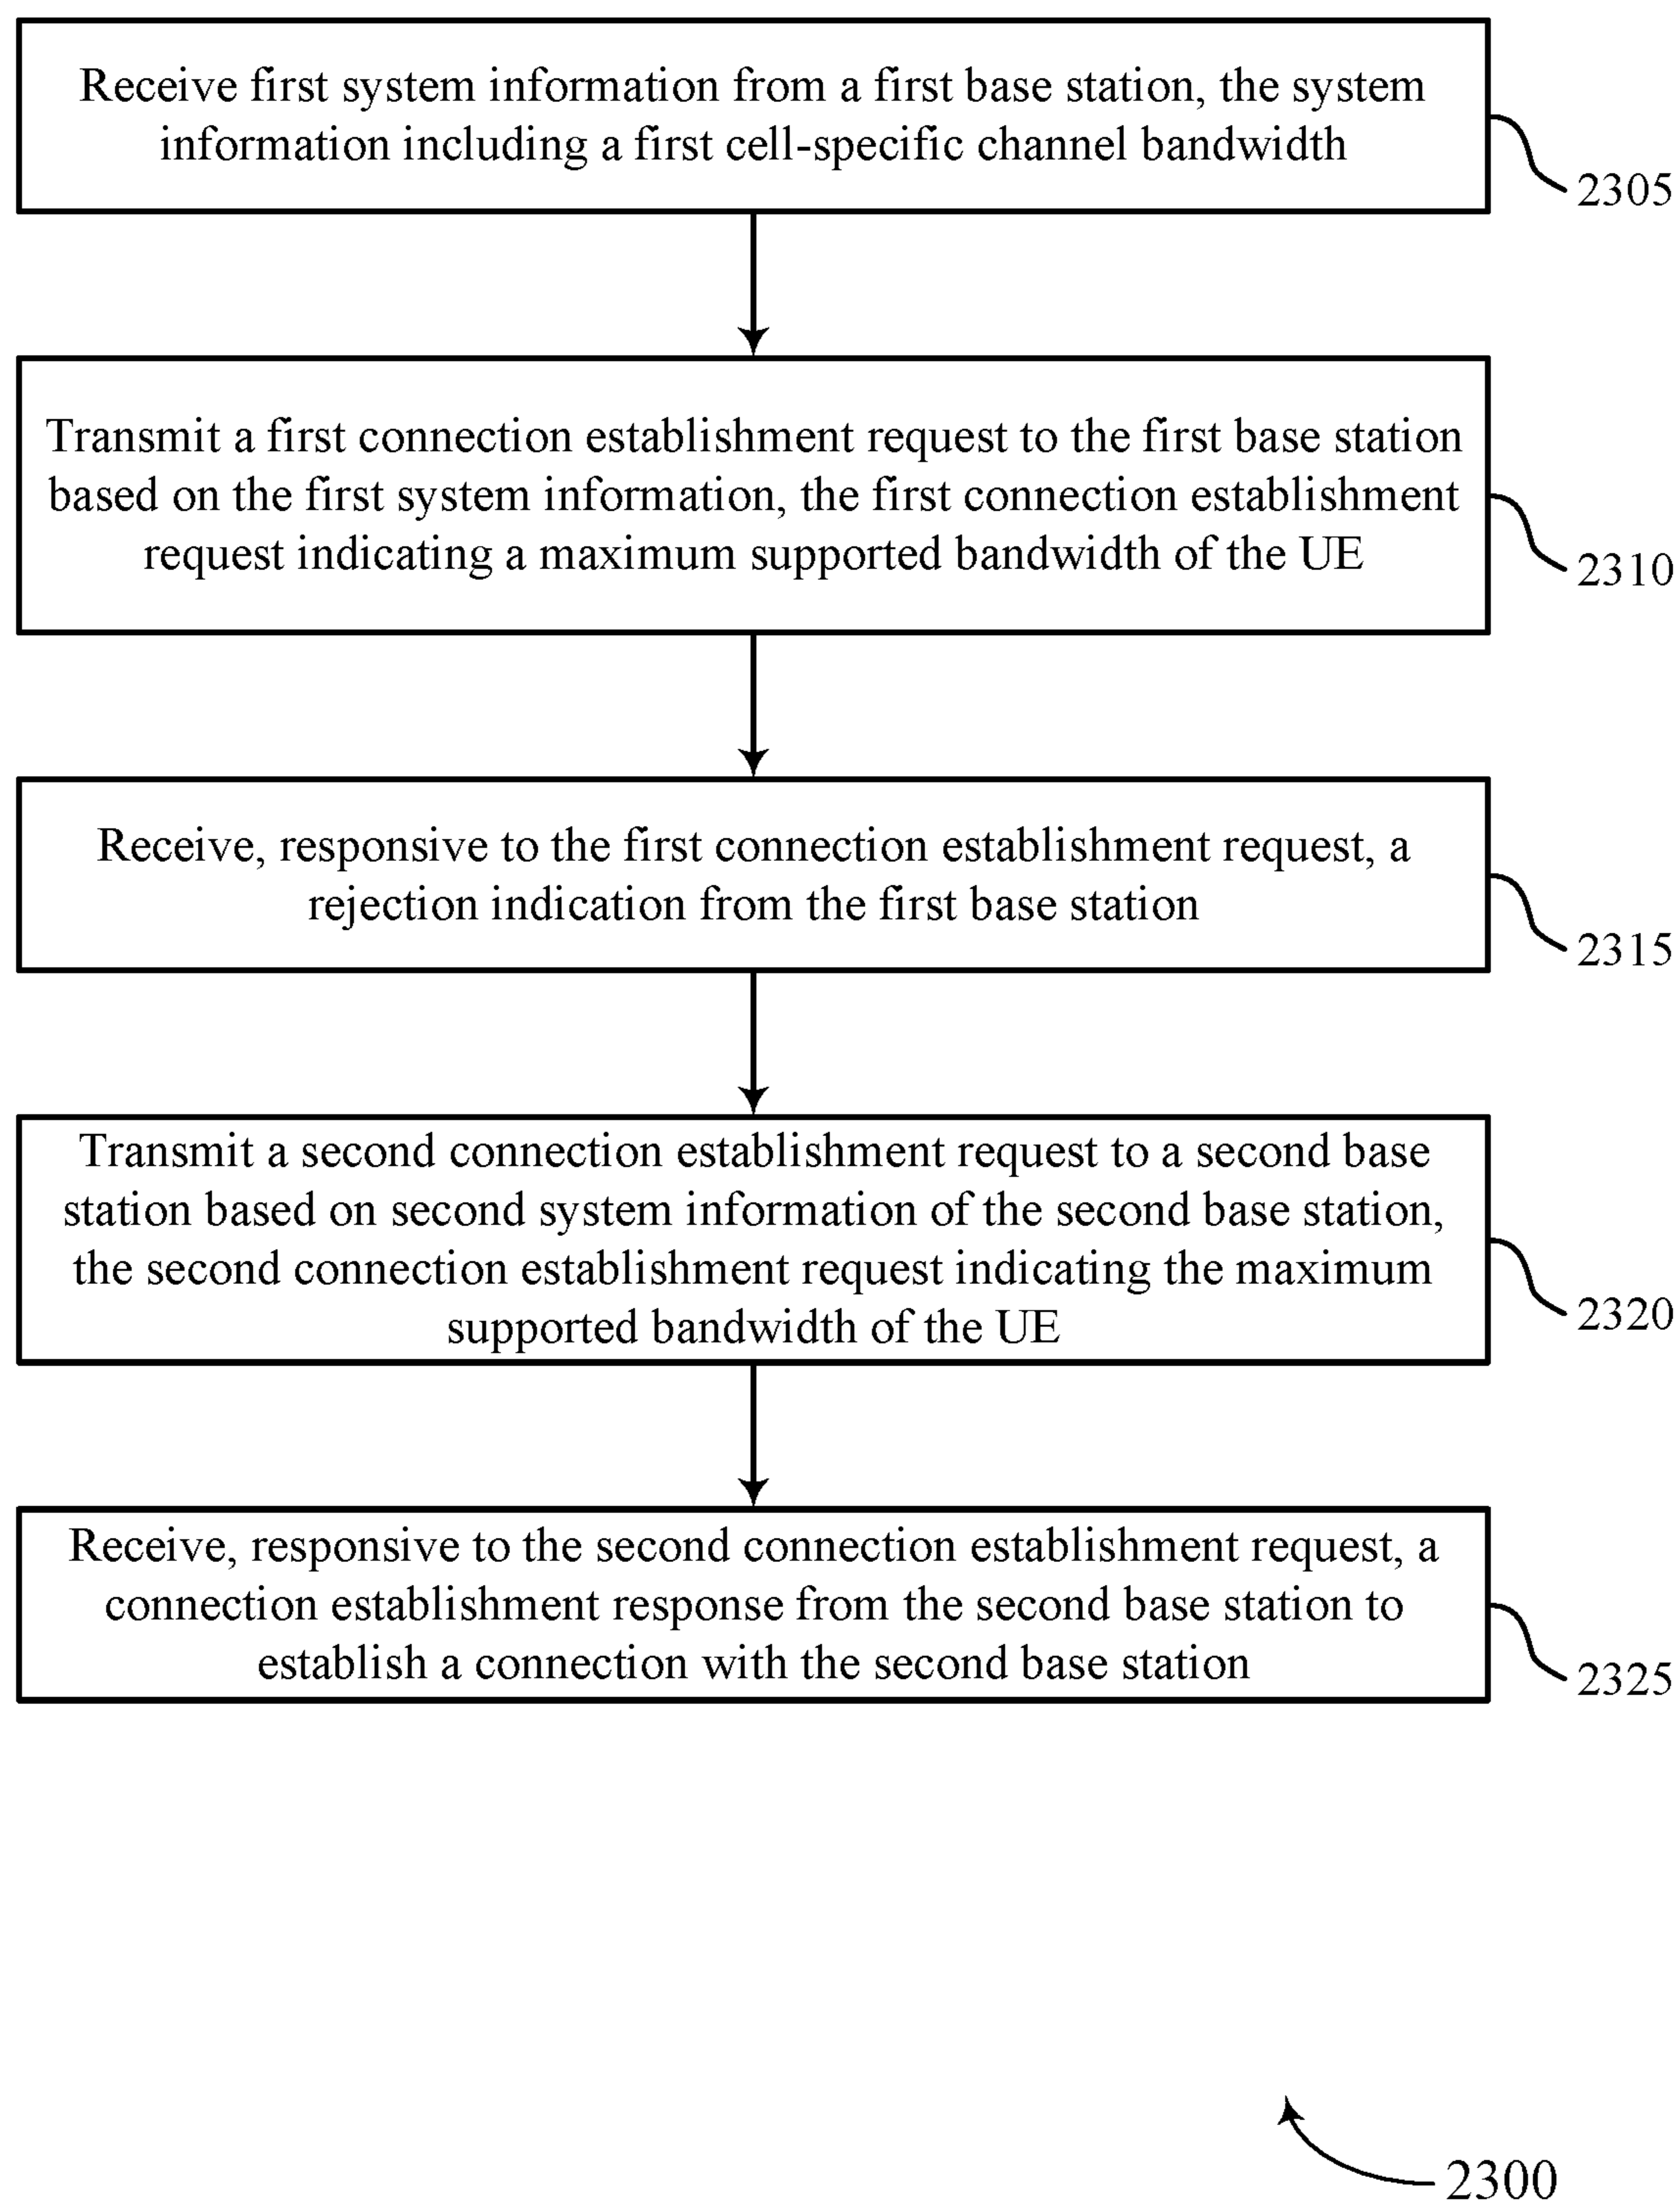 Receive first system information from a first base station, the system
information including a first cell-specific channel bandwidth
2305
Transmit a first connection establishment request to the first base station
based on the first system information, the first connection establishment
request indicating a maximum supported bandwidth of the UE
2310
Receive, responsive to the first connection establishment request, a
rejection indication from the first base station
2315
Transmit a second connection establishment request to a second base
station based on second system information of the second base station,
the second connection establishment request indicating the maximum
supported bandwidth of the UE
2320
Receive, responsive to the second connection establishment request, a
connection establishment response from the second base station to
establish a connection with the second base station
2325
2300